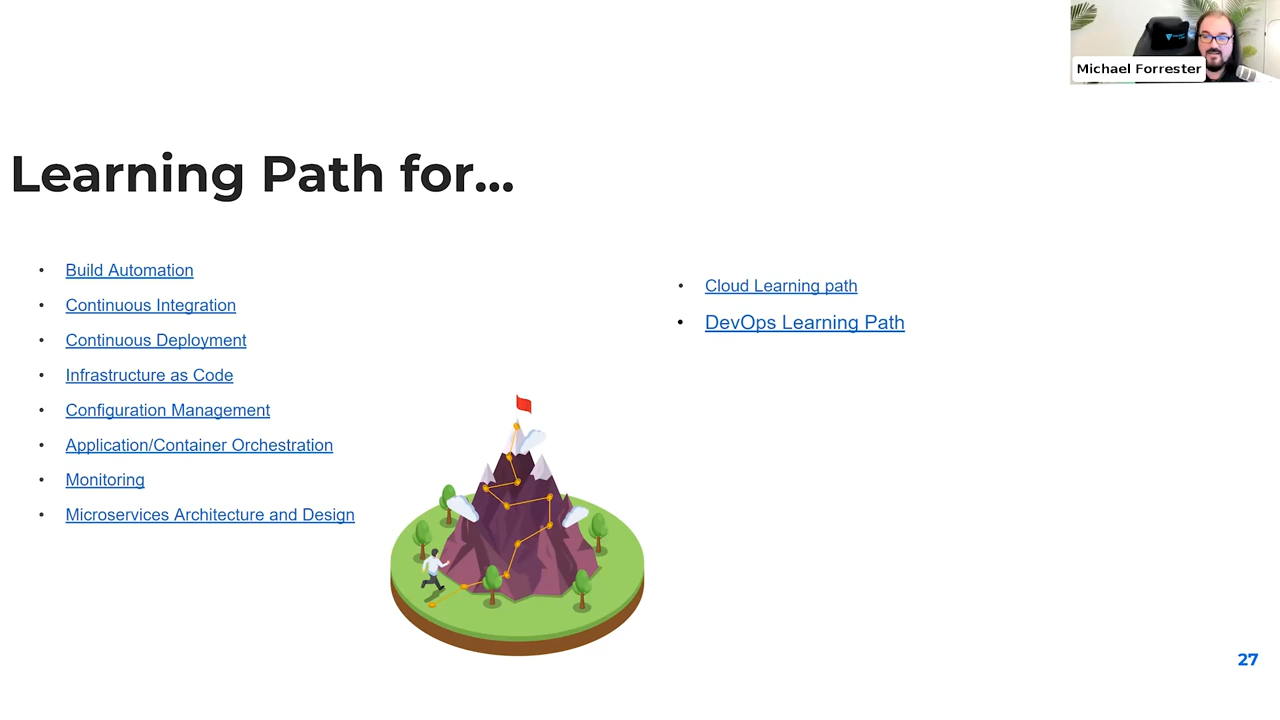 Michael Forrester
Learning Path for...
• Build Automation
• Continuous Integration
• Continuous Deployment
• Infrastructure as Code
• Configuration Management
• Application/Container Orchestration
• Monitoring
• Microservices Architecture and Design
• Cloud Learning path
• DevOps Learning Path
27